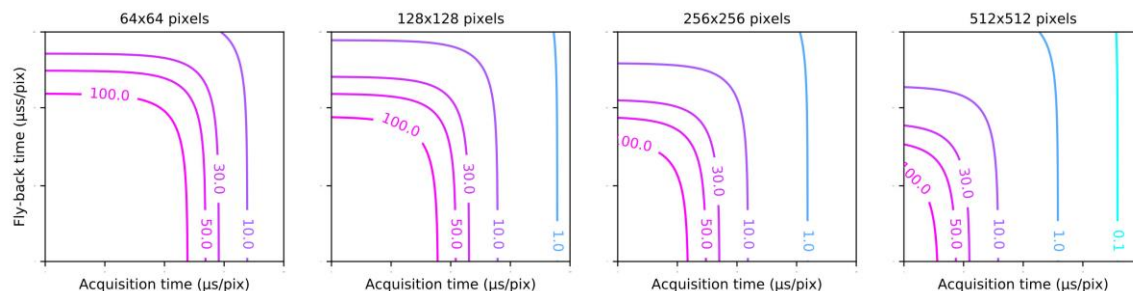 64x64 pixels
128x128 pixels
256x256 pixels
512x512 pixels
Fly-back time (μss/pix)
100.0
50.0
30.0
10.0
100.0
50.0
30.0
10.0
1.0
00.0
50.0
30.0
10.0
1.0
100.0
50.0
30.0
10.0
1.0
0.1
Acquisition time (μs/pix)
Acquisition time (μs/pix)
Acquisition time (μs/pix)
Acquisition time (μs/pix)